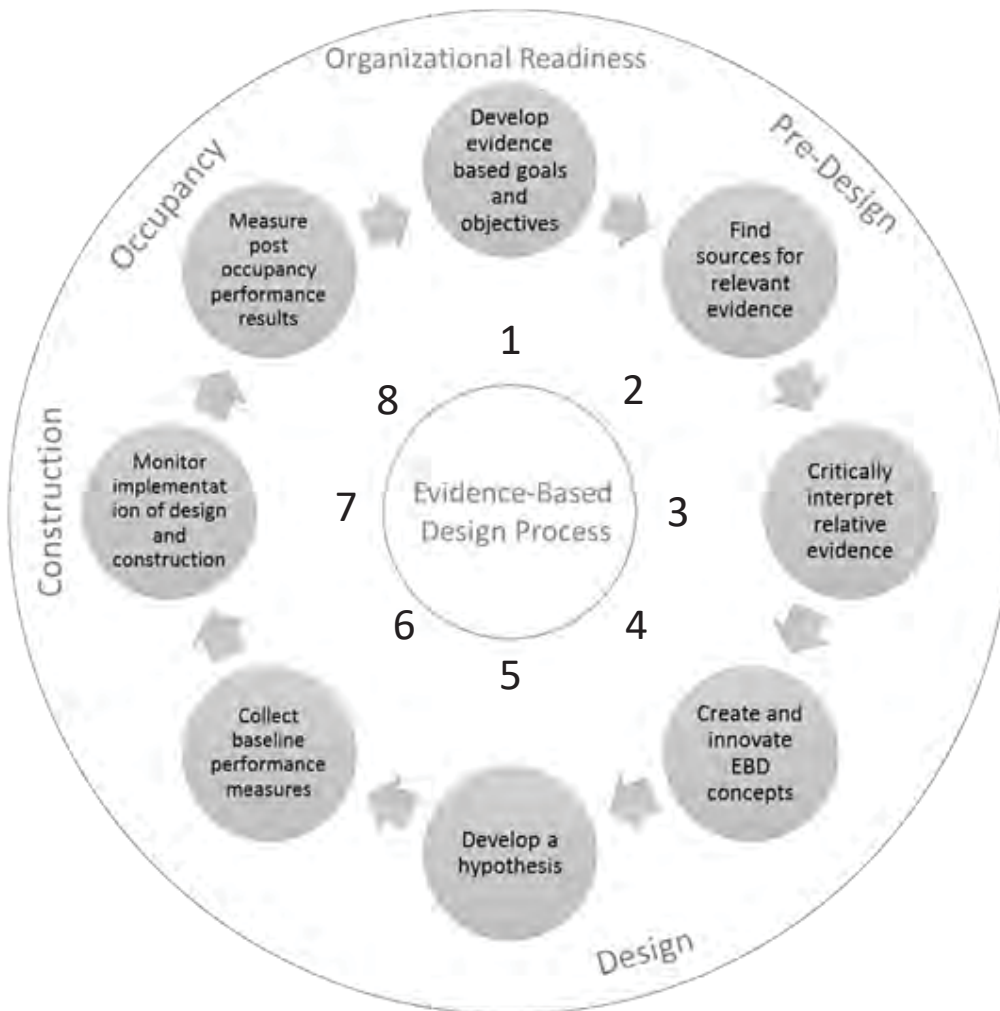 Organizational Readiness
Pre-Design
Design
Construction
Occupancy
Develop
evidence
based goals
and
objectives
Find
sources for
relevant
evidence
Critically
interpret
relative
evidence
Create and
innovate
EBD
concepts
Develop a
hypothesis
Collect
baseline
performance
measures
Monitor
implementat
ion of design
and
construction
Measure
post
occupancy
performance
results
1
2
3
4
5
6
7
8
Evidence-Based
Design Process